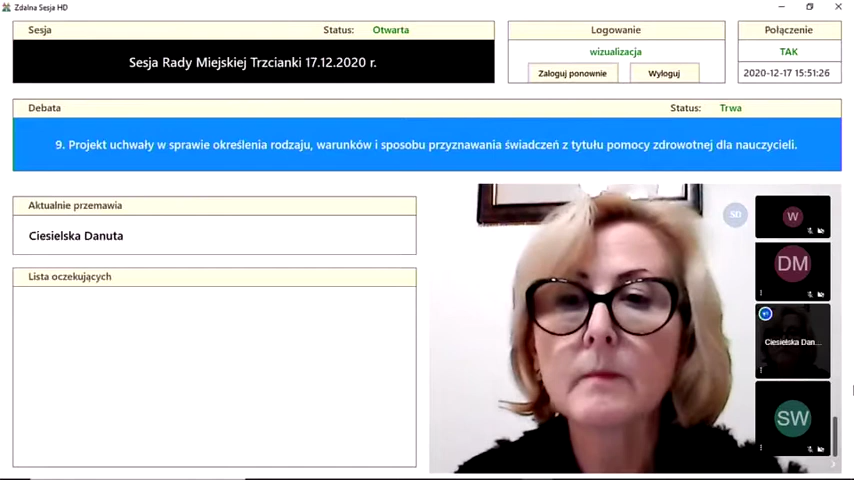 Zdalna Sesja HD
Sesja Status: Otwarta
Sesja Rady Miejskiej Trzcianki 17.12.2020 r.
Logowanie
wizualizacja
Zaloguj ponownie Wyloguj
Połączenie
TAK
2020-12-17 15:51:26
Debata Status: Trwa
9. Projekt uchwały w sprawie określenia rodzaju, warunków i sposobu przyznawania świadczeń z tytułu pomocy zdrowotnej dla nauczycieli.
Aktualnie przemawia
Ciesielska Danuta
Lista oczekujących
SD
W
DM
Ciesielska Dan...
SW